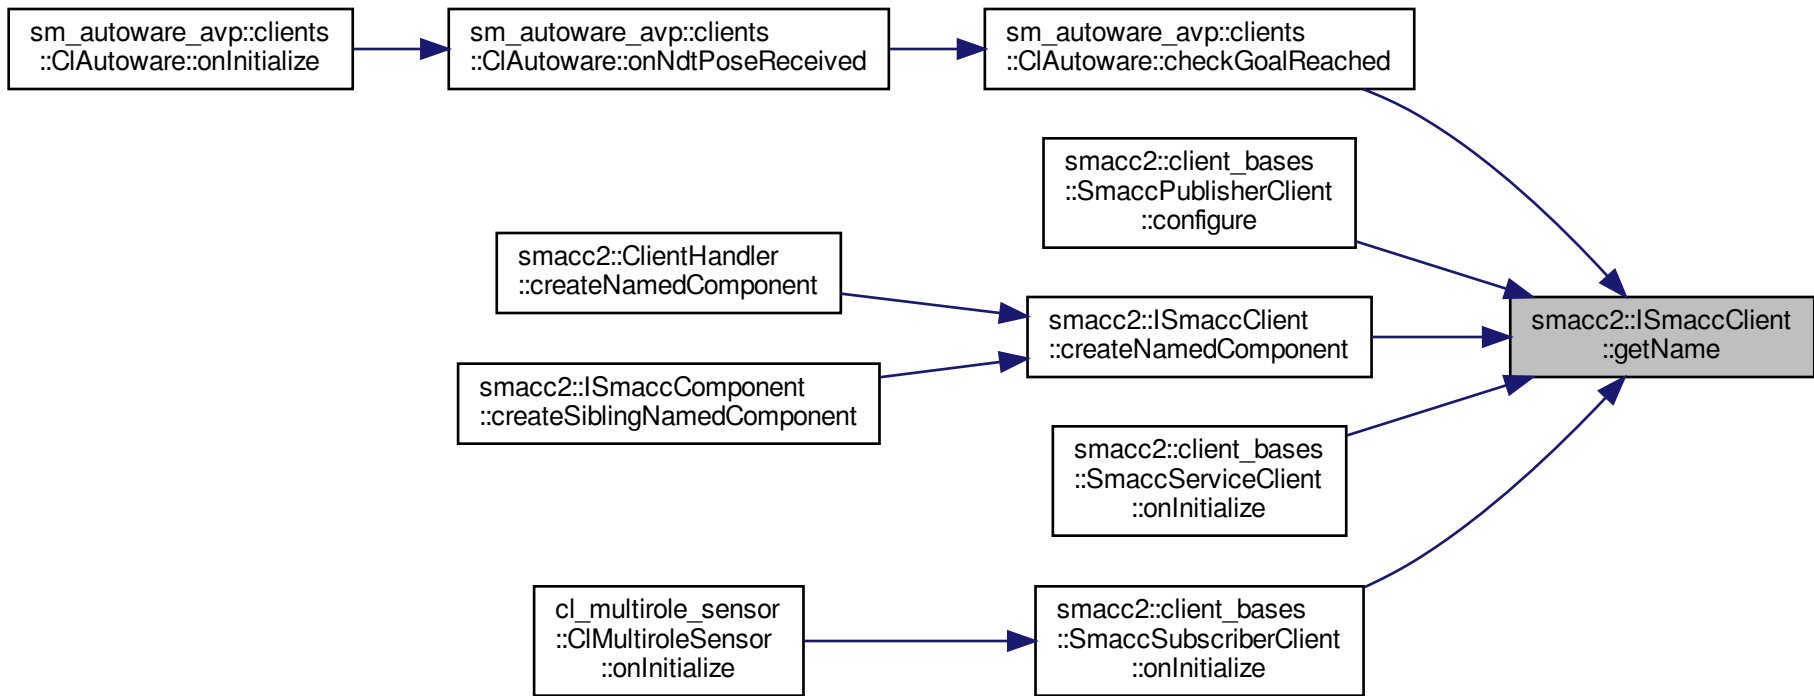 sm_autoware_avp::clients
::ClAutoware::onInitialize
sm_autoware_avp::clients
::ClAutoware::onNdtPoseReceived
sm_autoware_avp::clients
::ClAutoware::checkGoalReached
smacc2::client_bases
::SmaccPublisherClient
::configure
smacc2::ClientHandler
::createNamedComponent
smacc2::ISmaccClient
::createNamedComponent
smacc2::ISmaccClient
::getName
smacc2::ISmaccComponent
::createSiblingNamedComponent
smacc2::client_bases
::SmaccServiceClient
::onInitialize
cl_multirole_sensor
::ClMultiroleSensor
::onInitialize
smacc2::client_bases
::SmaccSubscriberClient
::onInitialize